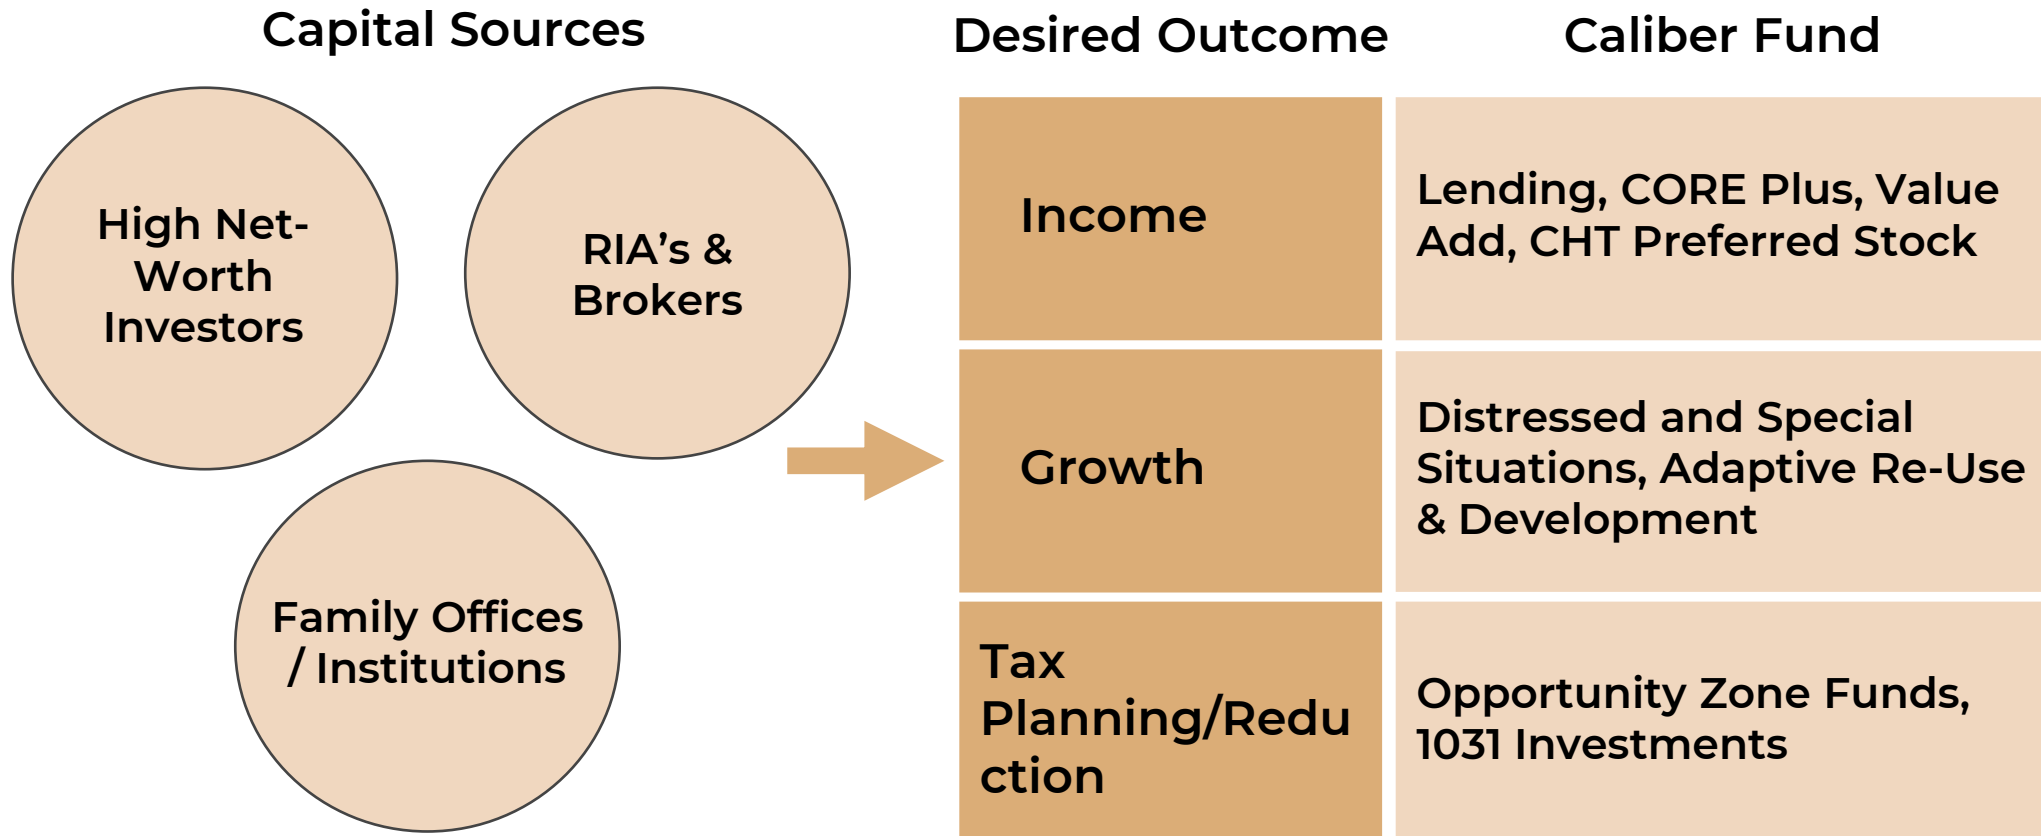 Capital Sources
High Net-
Worth
Investors
RIA's &
Brokers
Family Offices
/ Institutions
Desired Outcome
Caliber Fund
Income
Lending, CORE Plus, Value
Add, CHT Preferred Stock
Growth
Distressed and Special
Situations, Adaptive Re-Use
& Development
Tax
Planning/Redu
ction
Opportunity Zone Funds,
1031 Investments